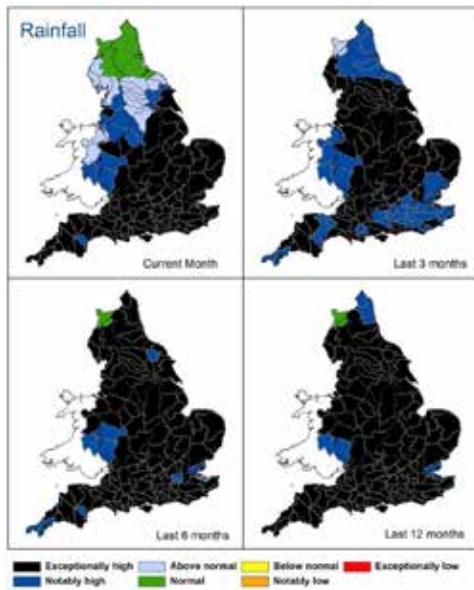 Rainfall
Current Month
Last 3 months
Last 6 months
Last 12 months
Exceptionally high
Above normal
Below normal
Exceptionally low
Notably high
Normal
Notably low